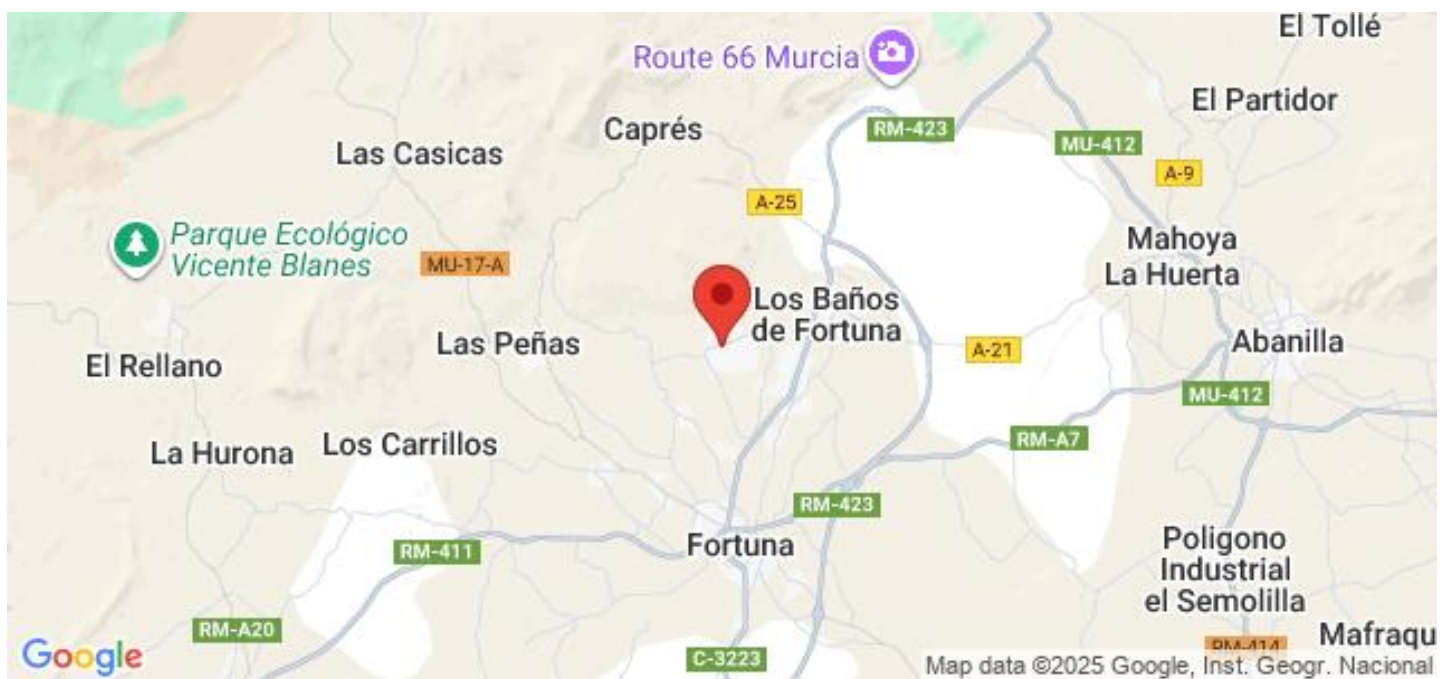 El Tollé
Route 66 Murcia
El Partidor
Caprés
RM-423
MU-412
Las Casicas
A-9
A-25
Parque Ecológico
Vicente Blanes
MU-17-A
Mahoya
La Huerta
Los Baños
de Fortuna
Las Peñas
A-21
Abanilla
El Rellano
MU-412
La Hurona
Los Carrillos
RM-A7
RM-423
Fortuna
RM-411
Poligono
Industrial
el Semolilla
RM-A20
Mafraqu
RM-414
C-3223
Google
Map data ©2025 Google, Inst. Geogr. Nacional